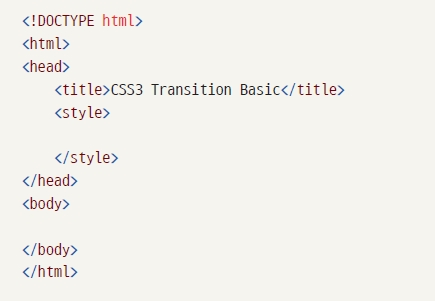 <!DOCTYPE html>
<html>
<head>
    <title>CSS3 Transition Basic</title>
    <style>

    </style>
</head>
<body>

</body>
</html>